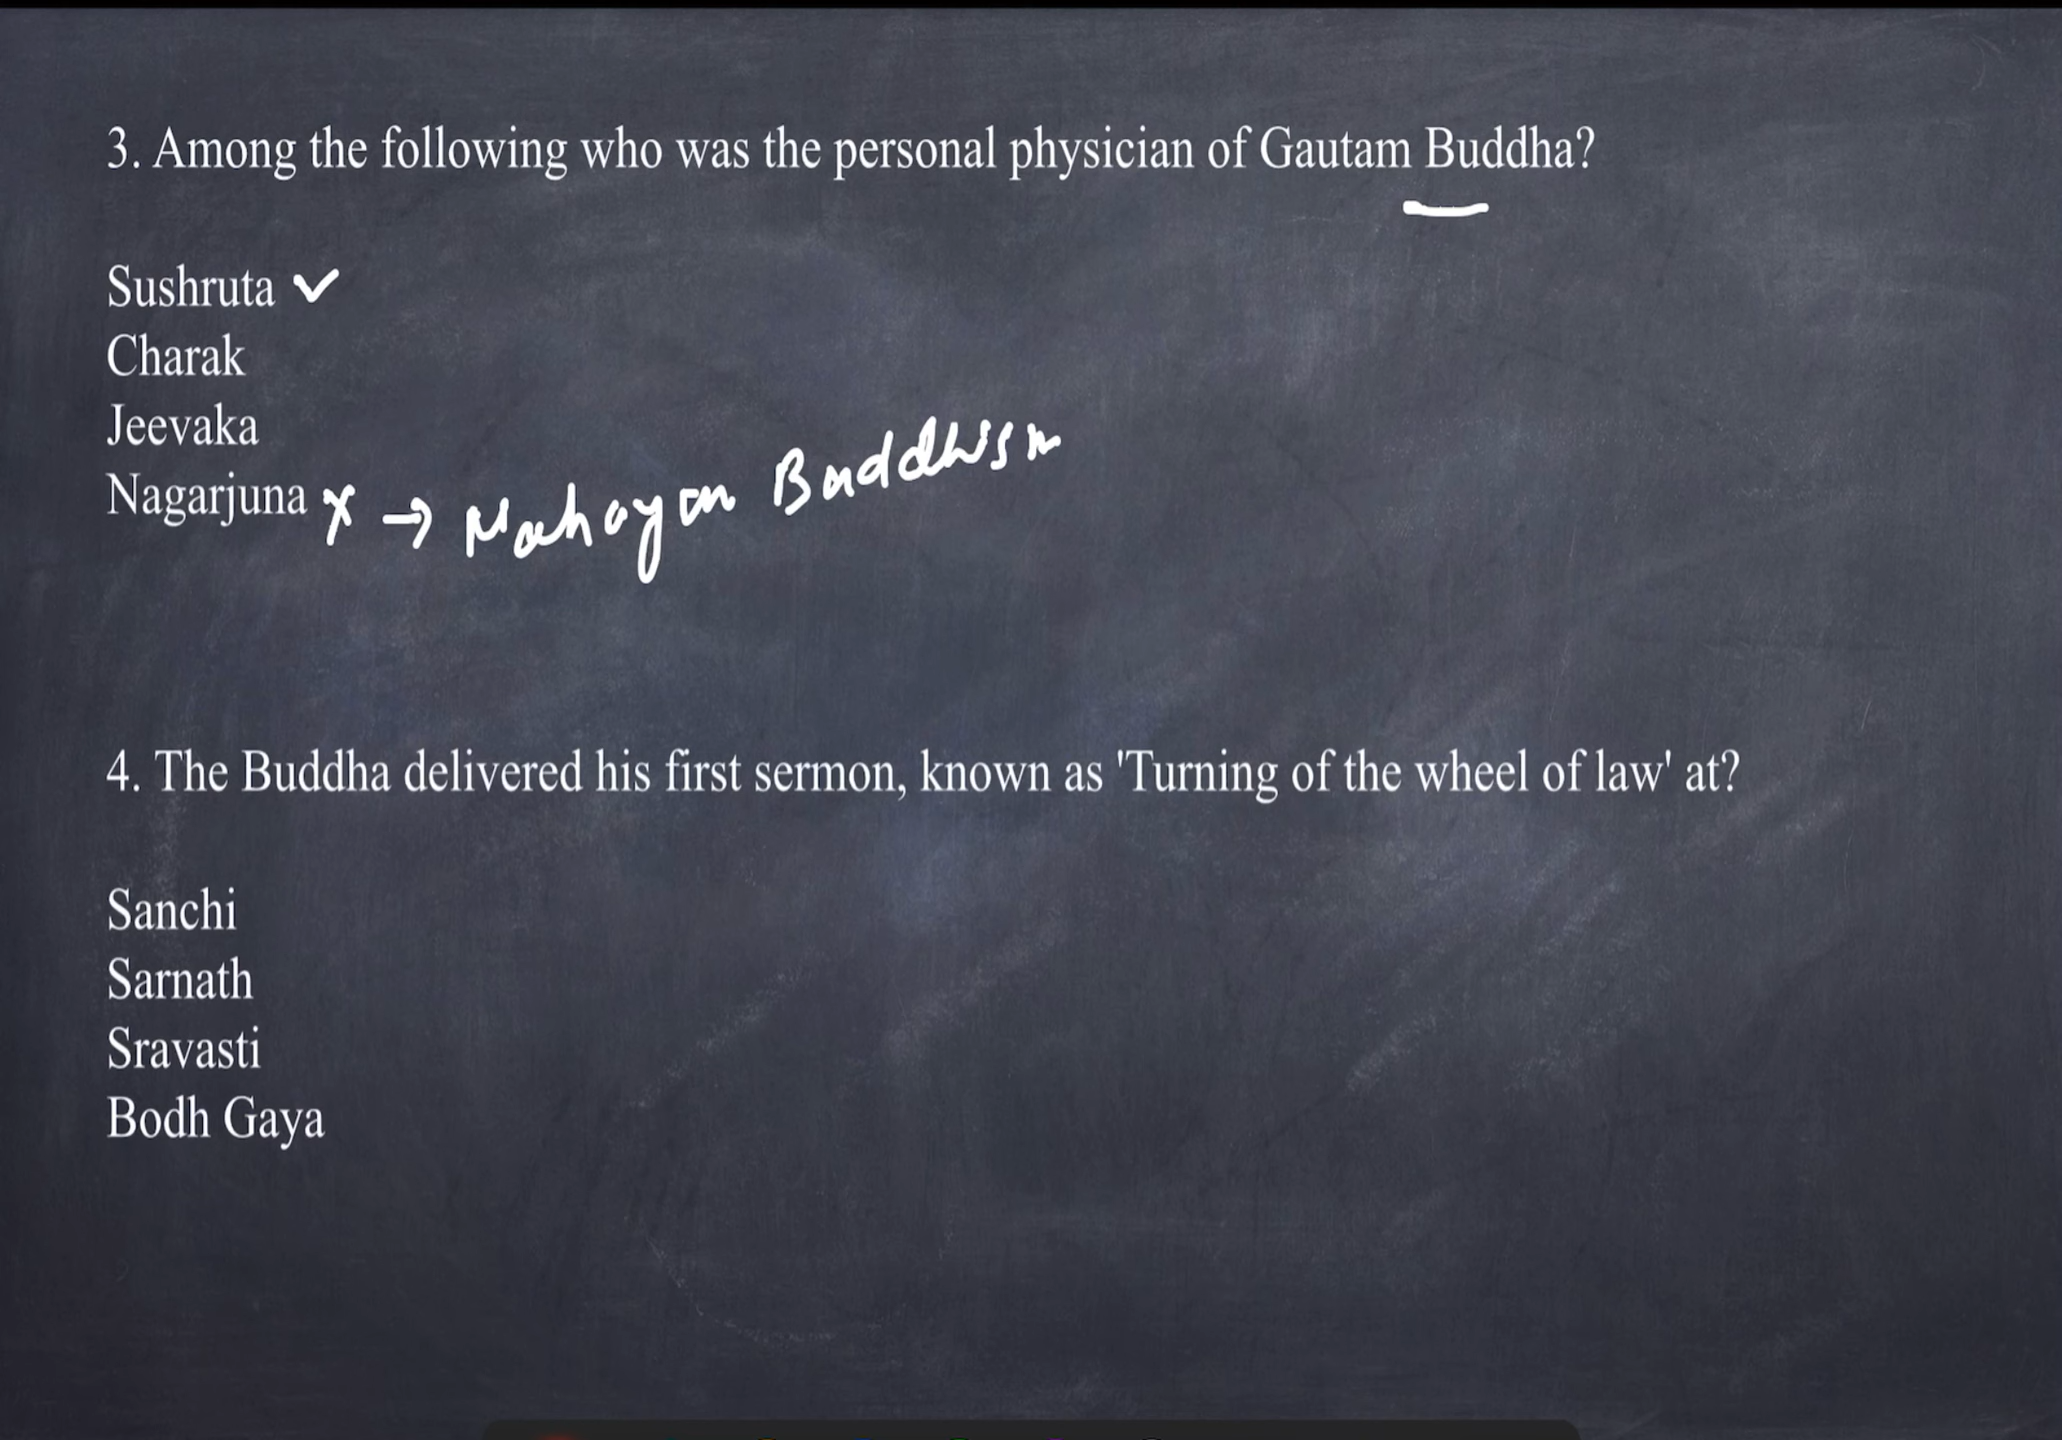 3. Among the following who was the personal physician of Gautam Buddha?
Sushruta ✓
Charak
Jeevaka
Nagarjuna x → Mahayan Buddhism
4. The Buddha delivered his first sermon, known as 'Turning of the wheel of law' at?
Sanchi
Sarnath
Sravasti
Bodh Gaya